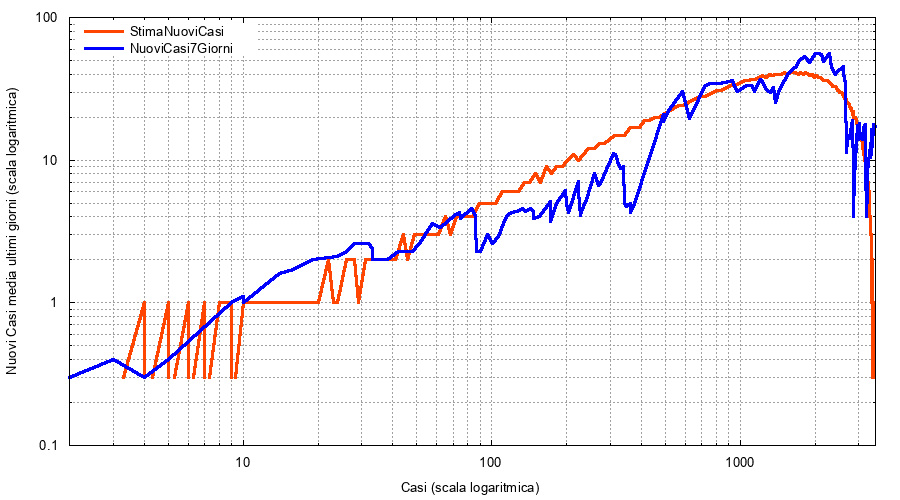 100
StimaNuoviCasi
NuoviCasi7Giorni
10
1
0.1
Nuovi Casi media ultimi giorni (scala logaritmica)
10
100
1000
Casi (scala logaritmica)